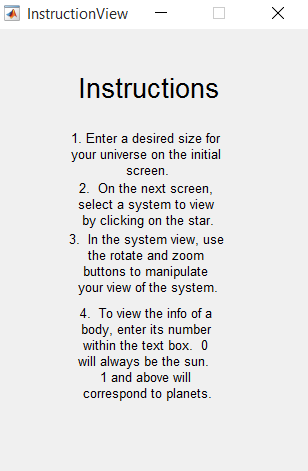 InstructionView
Instructions
1. Enter a desired size for
your universe on the initial
screen.
2.  On the next screen,
select a system to view
by clicking on the star.
3.  In the system view, use
the rotate and zoom
buttons to manipulate
your view of the system.
4.  To view the info of a
body, enter its number
within the text box.  0
will always be the sun.
1 and above will
correspond to planets.